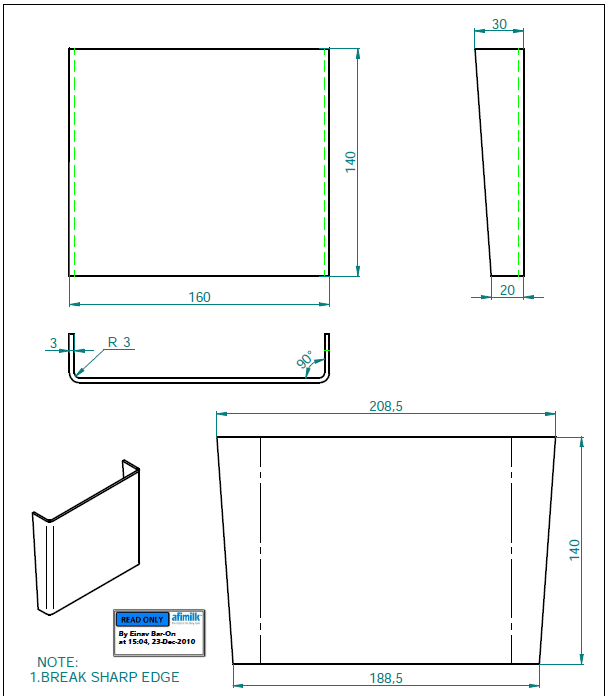 30
140
160
20
3
R 3
90°
208,5
140
188,5
READ ONLY
afimilk
By Einav Bar-On
at 15:04, 23-Dec-2010
NOTE:
1.BREAK SHARP EDGE